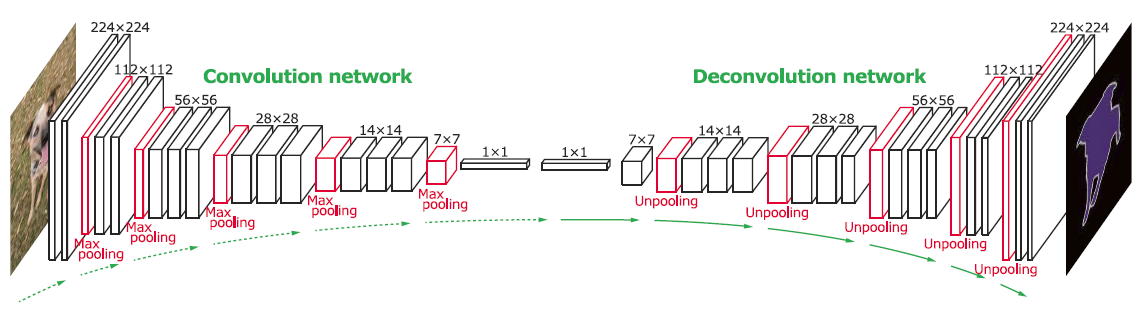 224×224
112×112
56×56
28×28
14×14
7×7
1×1
1×1
7×7
14×14
28×28
56×56
112×112
224×224
Convolution network
Deconvolution network
Max
pooling
Max
pooling
Max
pooling
Max
pooling
Max
pooling
Unpooling
Unpooling
Unpooling
Unpooling
Unpooling